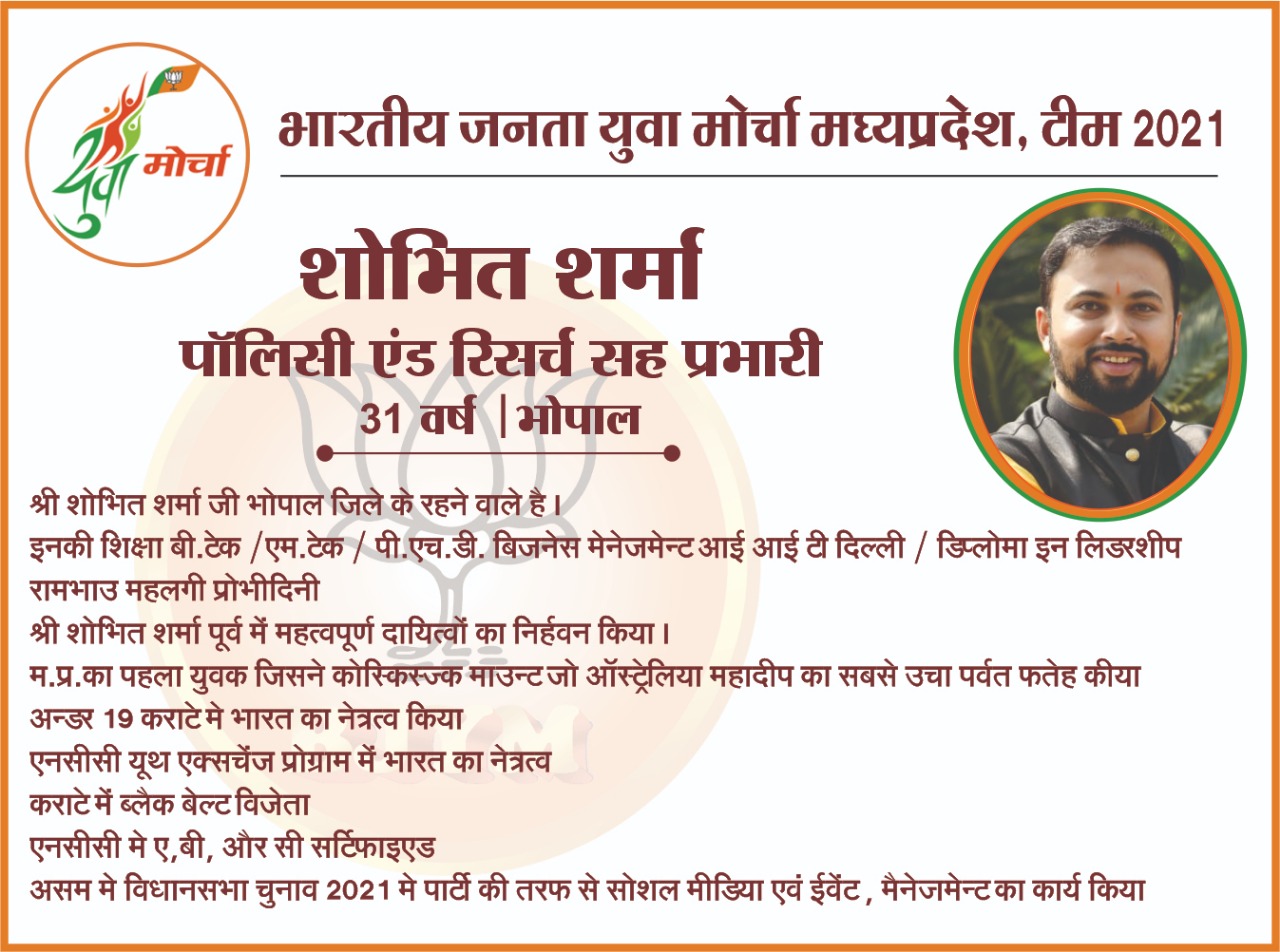 युवा मोर्चा
भारतीय जनता युवा मोर्चा मध्यप्रदेश, टीम 2021
शोभित शर्मा
पॉलिसी एंड रिसर्च सह प्रभारी
31 वर्ष | भोपाल
श्री शोभित शर्मा जी भोपाल जिले के रहने वाले है।
इनकी शिक्षा बी.टेक /एम.टेक / पी.एच.डी. बिजनेस मेनेजमेन्ट आई आई टी दिल्ली / डिप्लोमा इन लिडरशीप
रामभाउ महलगी प्रोभीदिनी
श्री शोभित शर्मा पूर्व में महत्वपूर्ण दायित्वों का निर्हवन किया।
म.प्र.का पहला युवक जिसने कोस्किस्ज्क माउन्ट जो ऑस्ट्रेलिया महादीप का सबसे उचा पर्वत फतेह कीया
अन्डर 19 कराटे मे भारत का नेत्रत्व किया
एनसीसी यूथ एक्सचेंज प्रोग्राम में भारत का नेत्रत्व
कराटे में ब्लैक बेल्ट विजेता
एनसीसी मे ए,बी, और सी सर्टिफाइएड
असम मे विधानसभा चुनाव 2021 मे पार्टी की तरफ से सोशल मीडिया एवं ईवेंट , मैनेजमेन्ट का कार्य किया